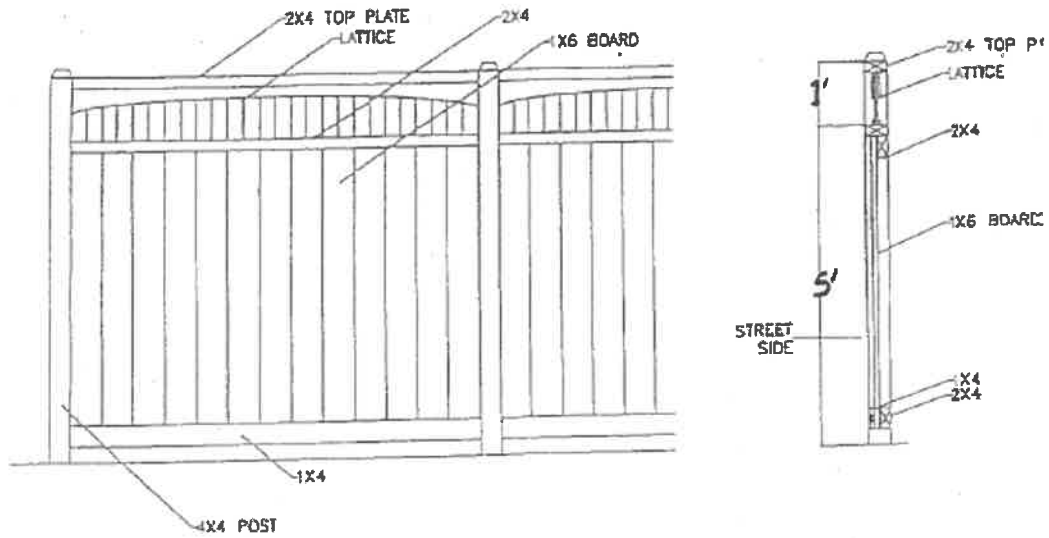 2X4 TOP PLATE
LATTICE
2X4
1X6 BOARD
1X4
4X4 POST
2X4 TOP
LATTICE
1'
2X4
1X6 BOARD
5'
STREET
SIDE
1X4
2X4